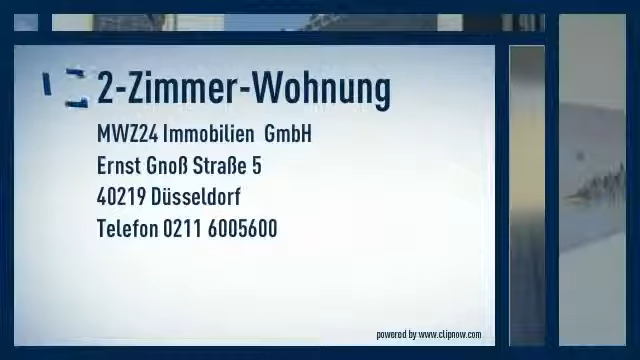 2-Zimmer-Wohnung
MWZ24 Immobilien GmbH
Ernst Gnoß Straße 5
40219 Düsseldorf
Telefon 0211 6005600
powered by www.clipnow.com